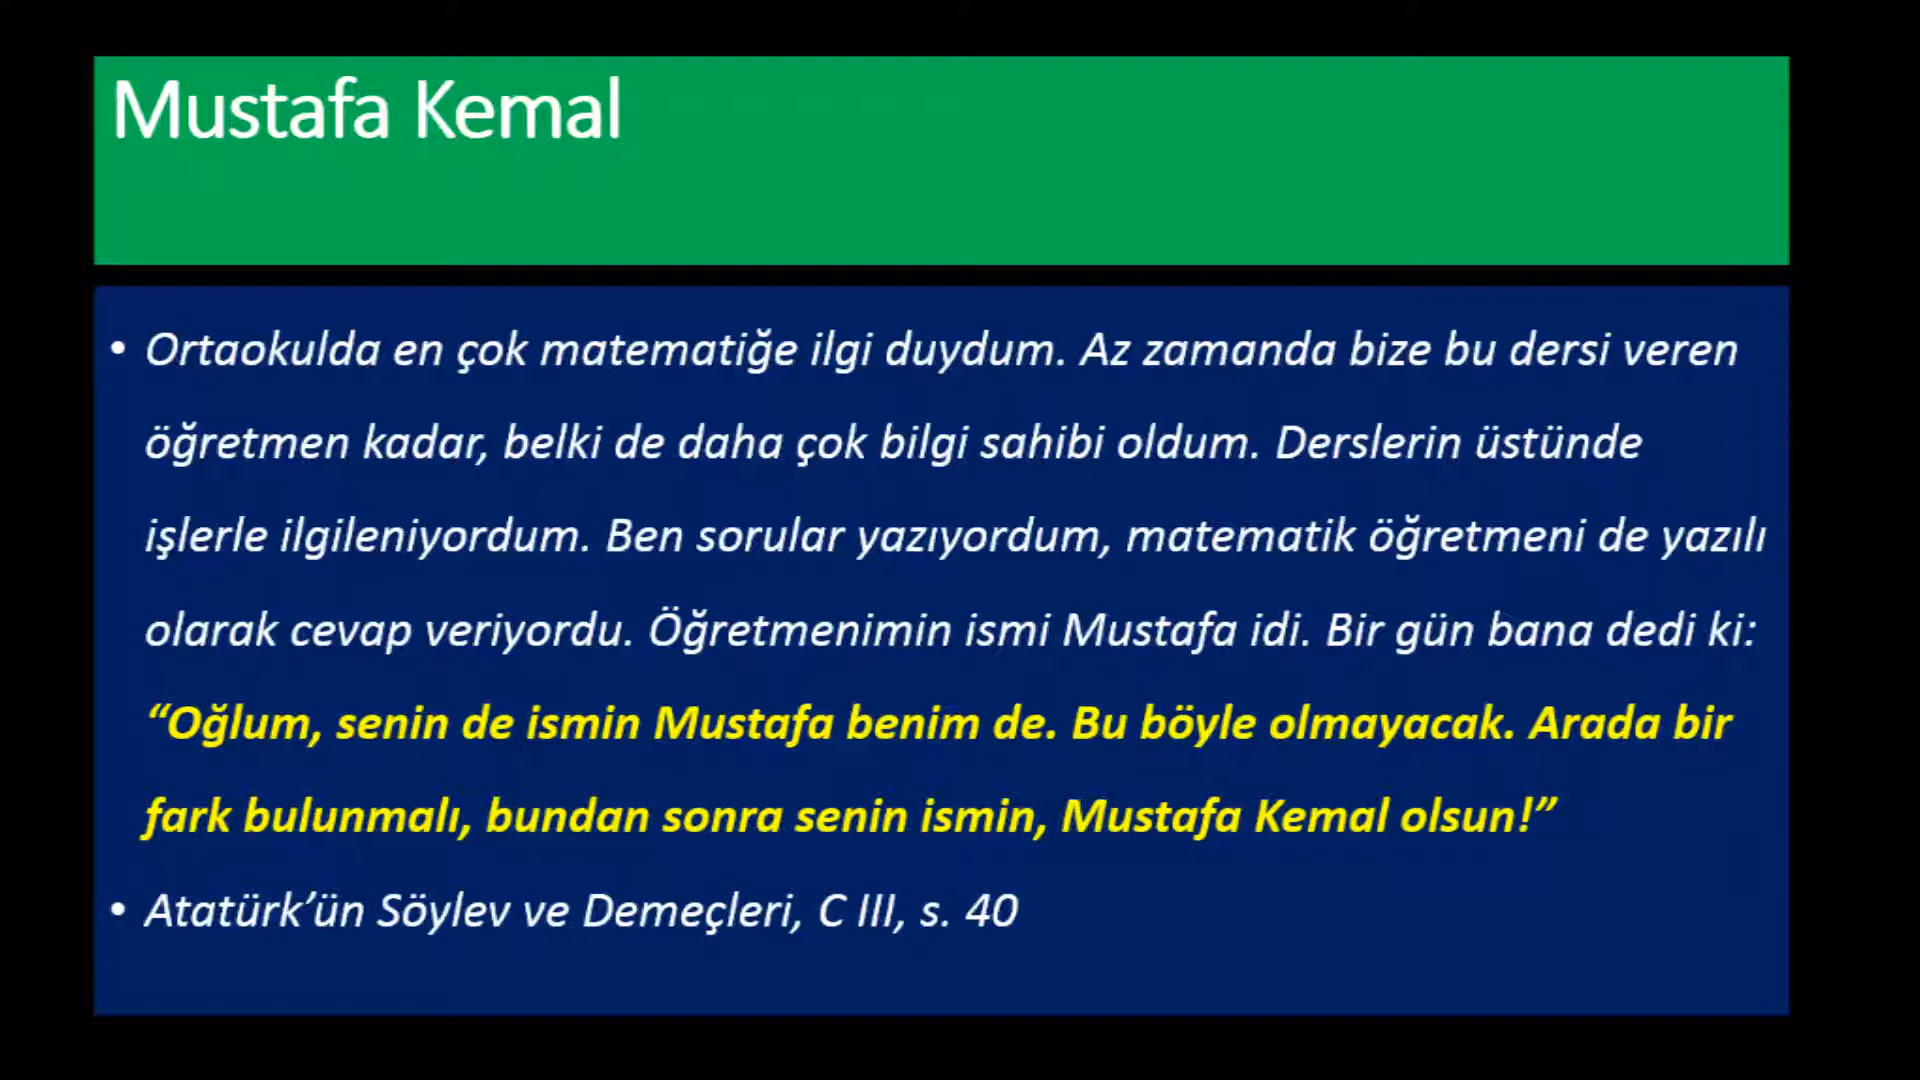 Mustafa Kemal
• Ortaokulda en çok matematiğe ilgi duydum. Az zamanda bize bu dersi veren
öğretmen kadar, belki de daha çok bilgi sahibi oldum. Derslerin üstünde
işlerle ilgileniyordum. Ben sorular yazıyordum, matematik öğretmeni de yazılı
olarak cevap veriyordu. Öğretmenimin ismi Mustafa idi. Bir gün bana dedi ki:
“Oğlum, senin de ismin Mustafa benim de. Bu böyle olmayacak. Arada bir
fark bulunmalı, bundan sonra senin ismin, Mustafa Kemal olsun!”
• Atatürk’ün Söylev ve Demeçleri, C III, s. 40